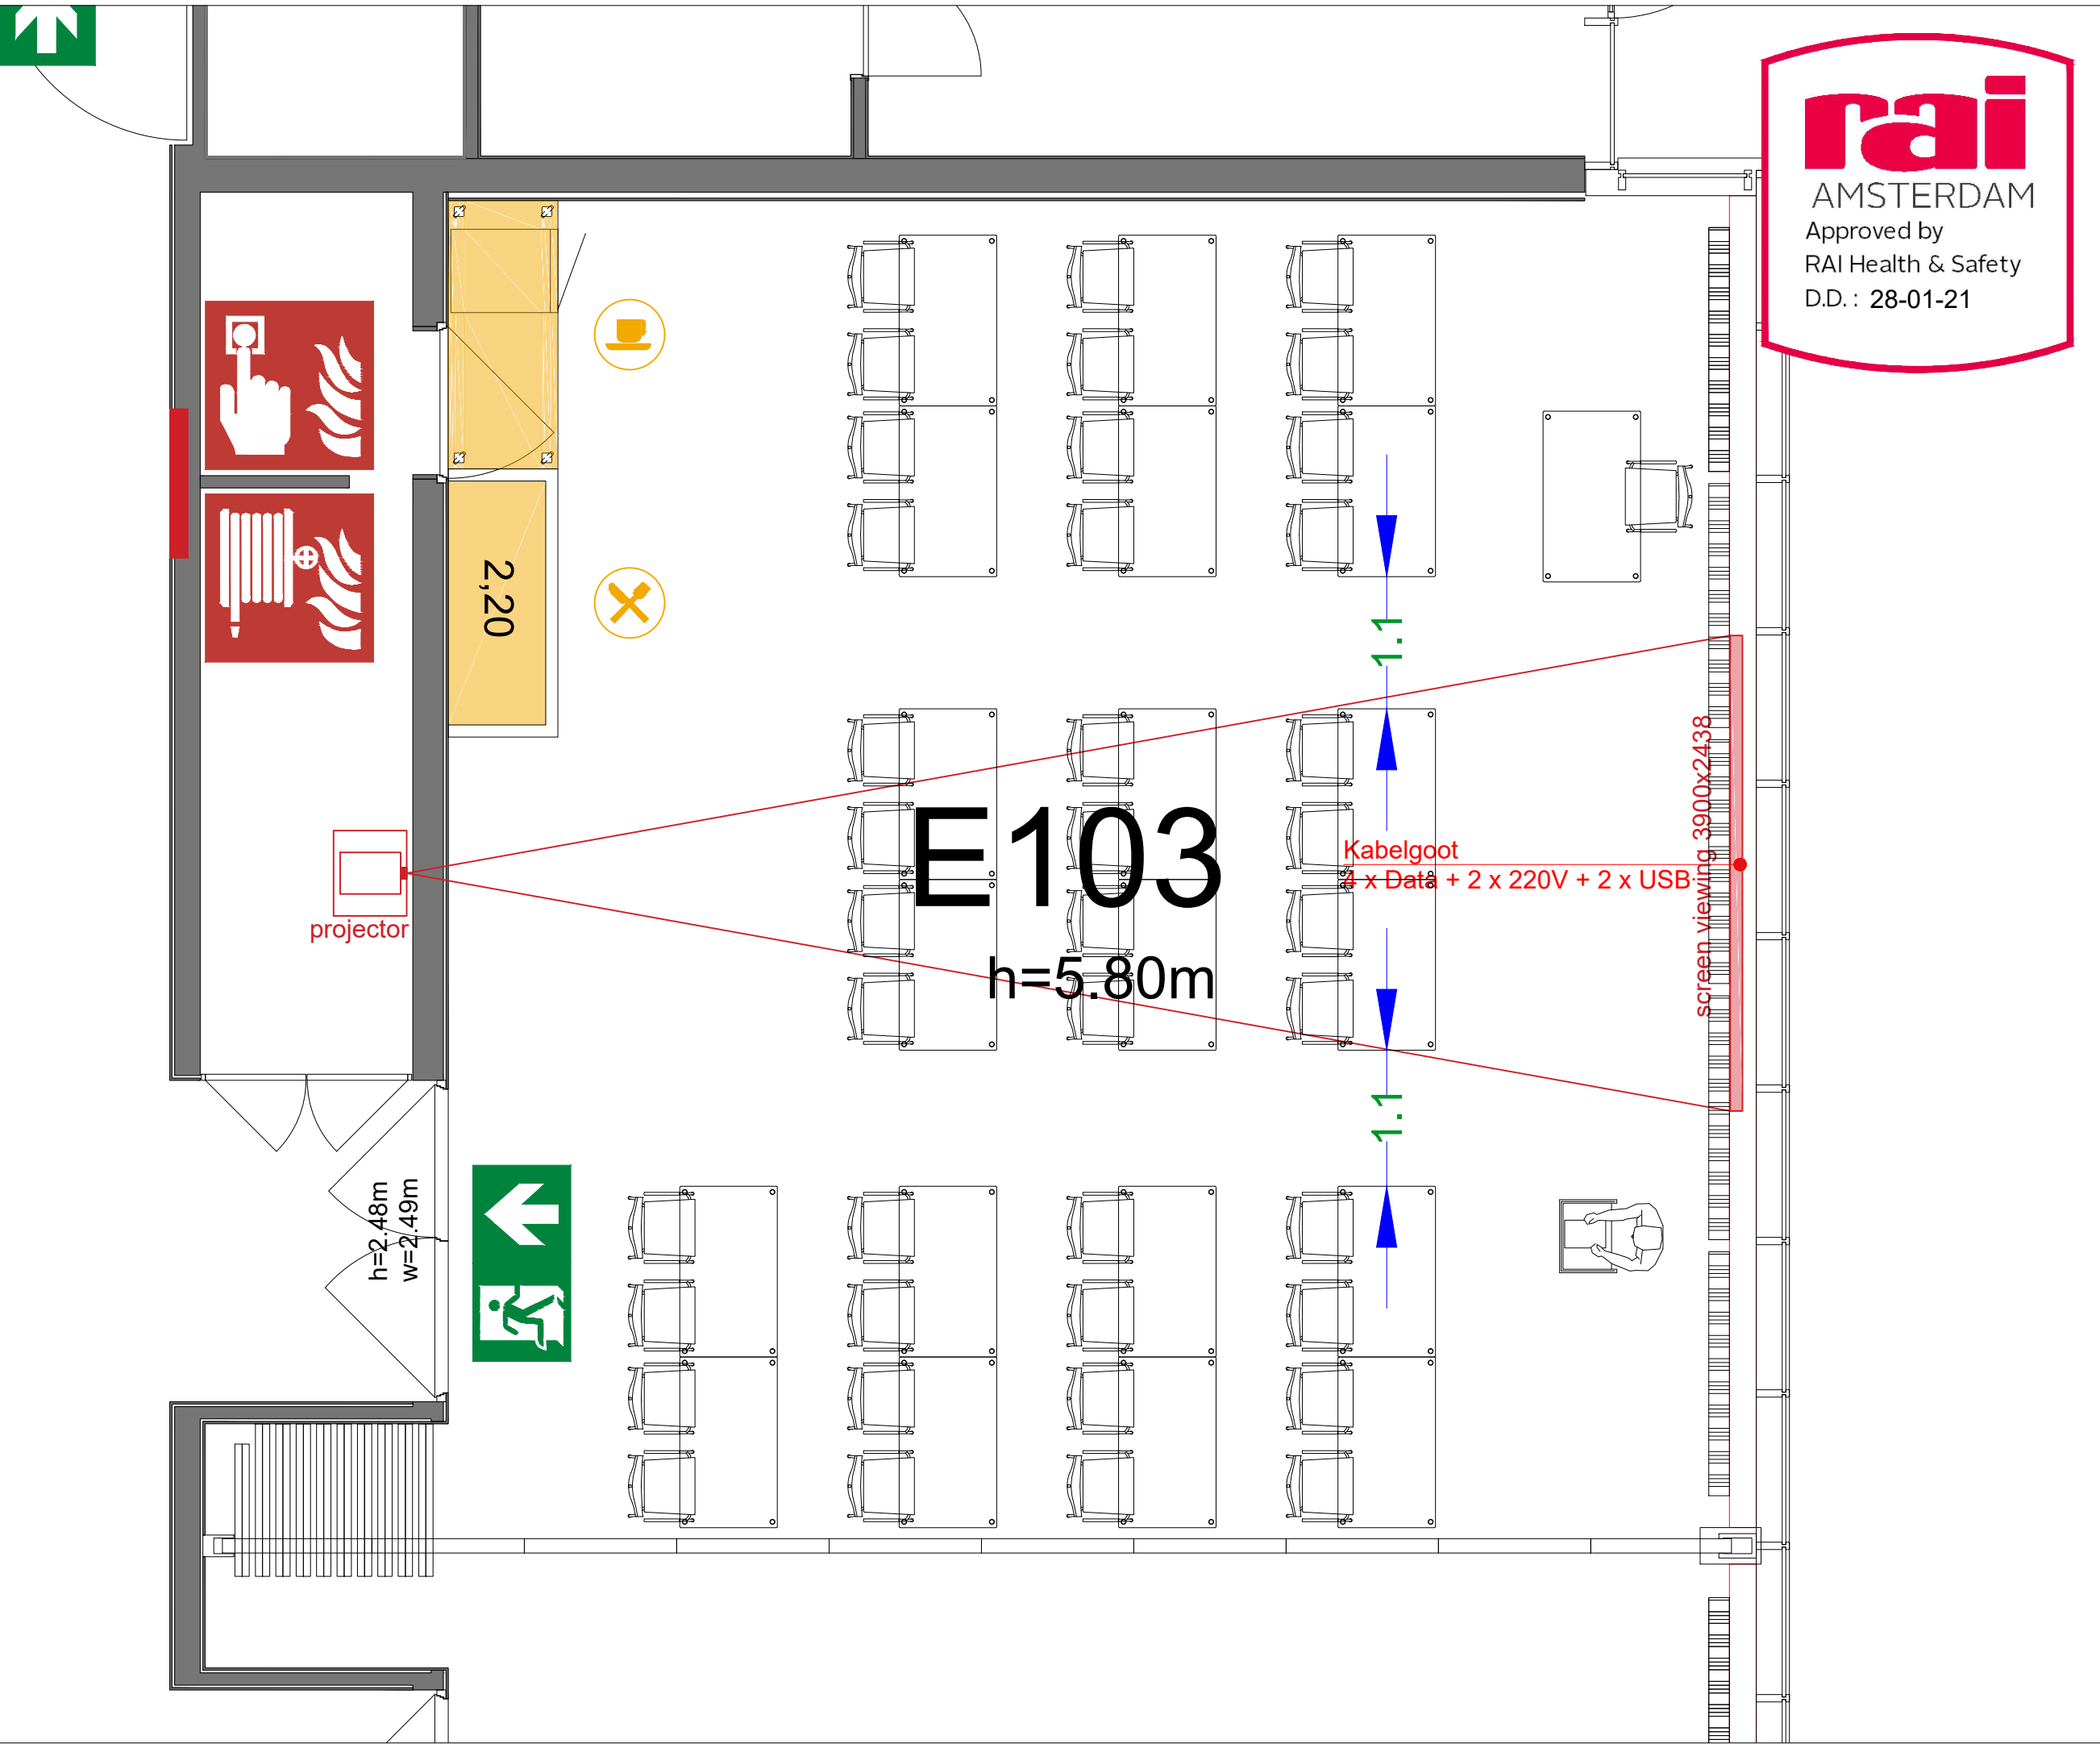 rai
AMSTERDAM
Approved by
RAI Health & Safety
D.D. : 28-01-21
2,20
1.1
E103
h=5.80m
Kabelgoot
4 x Data + 2 x 220V + 2 x USB
screen viewing 3900x2438
projector
1.1
h=2.48m
w=2.49m